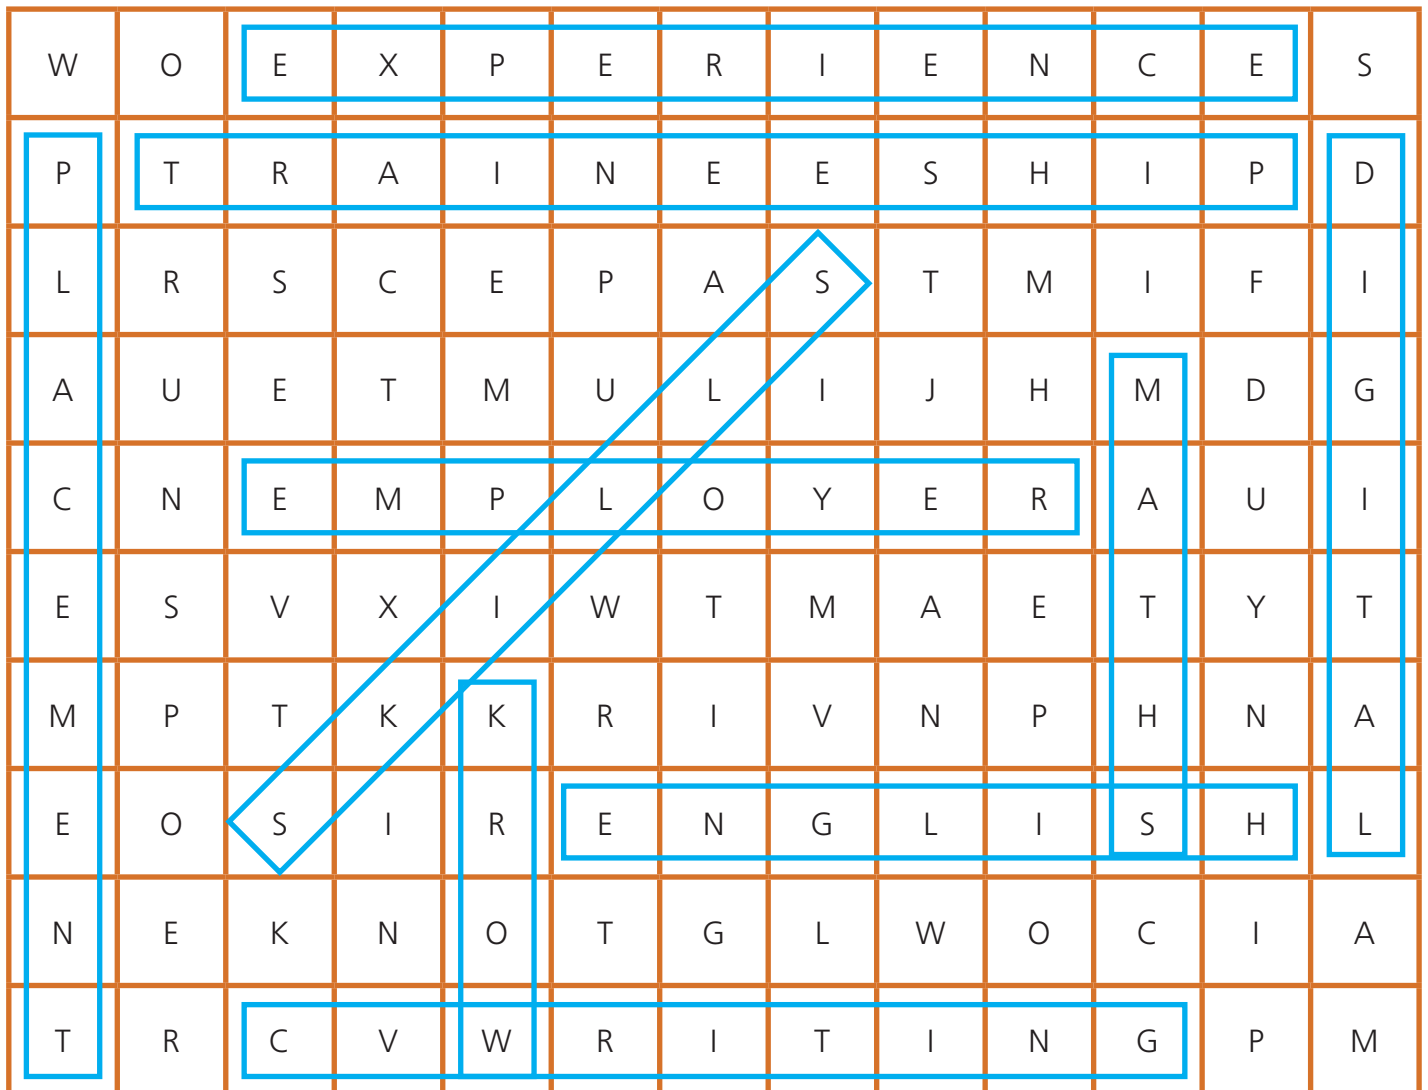 W O E X P E R I E N C E S
P T R A I N E E S H I P D
L R S C E P A S T M I F I
A U E T M U L I J H M D G
C N E M P L O Y E R A U I
E S V X I W T M A E T Y T
M P T K K R I V N P H N A
E O S I R E N G L I S H L
N E K N O T G L W O C I A
T R C V W R I T I N G P M